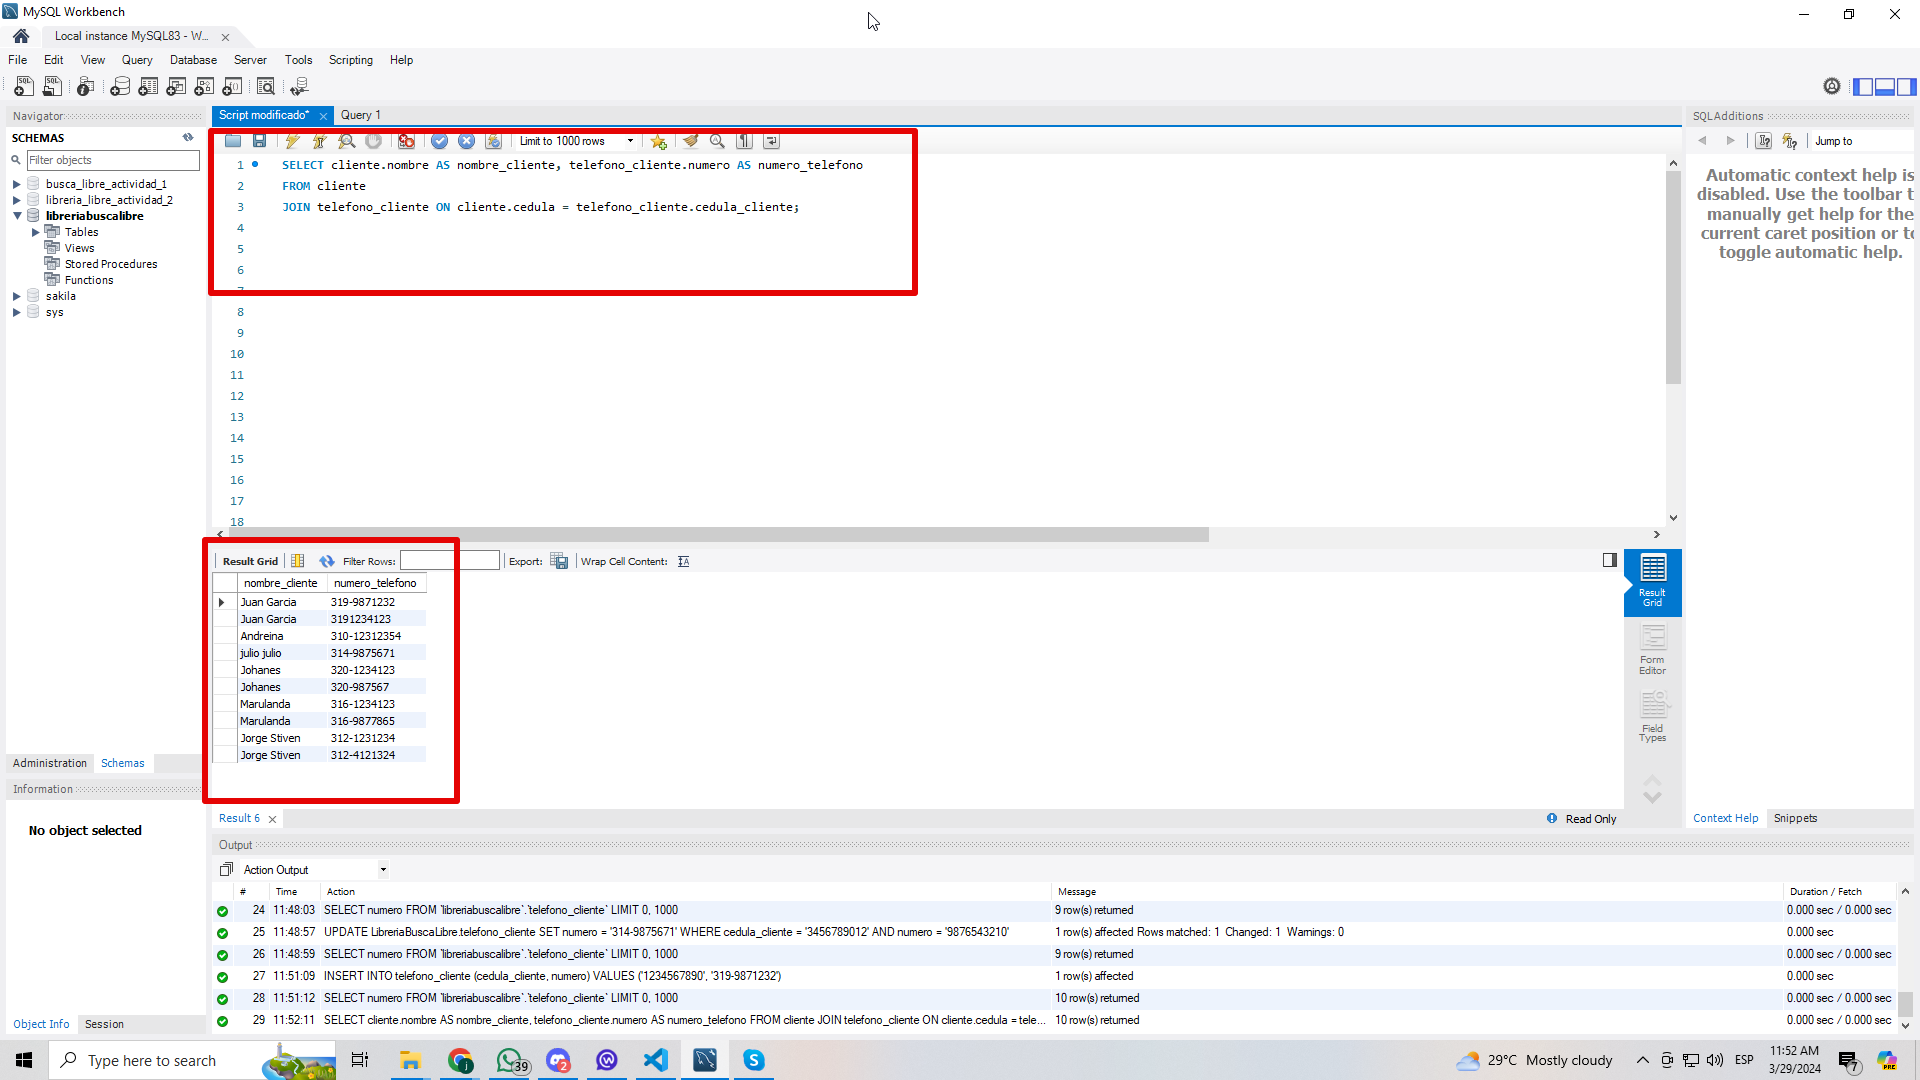 MySQL Workbench
Local instance MySQL83 - W...
File Edit View Query Database Server Tools Scripting Help
Navigator
SCHEMAS
Filter objects
busca_libre_actividad_1
libreria_libre_actividad_2
libreriabuscalibre
Tables
Views
Stored Procedures
Functions
sakila
sys
Administration Schemas
Information
No object selected
Object Info Session
Script modificado* Query 1
Limit to 1000 rows
1 SELECT cliente.nombre AS nombre_cliente, telefono_cliente.numero AS numero_telefono
2 FROM cliente
3 JOIN telefono_cliente ON cliente.cedula = telefono_cliente.cedula_cliente;
4
5
6
7
8
9
10
11
12
13
14
15
16
17
18
Result Grid Filter Rows: Export: Wrap Cell Content:
nombre_cliente numero_telefono
Juan Garcia 319-9871232
Juan Garcia 3191234123
Andreina 310-12312354
julio julio 314-9875671
Johanes 320-1234123
Johanes 320-987567
Marulanda 316-1234123
Marulanda 316-9877865
Jorge Stiven 312-1231234
Jorge Stiven 312-4121324
Result
Grid
Form
Editor
Field
Types
Result 6
Read Only
SQLAdditions
Jump to
Automatic context help is
disabled. Use the toolbar t
manually get help for the
current caret position or to
toggle automatic help.
Context Help Snippets
Output
Action Output
# Time Action Message Duration / Fetch
24 11:48:03 SELECT numero FROM `libreriabuscalibre`.`telefono_cliente` LIMIT 0, 1000 9 row(s) returned 0.000 sec / 0.000 sec
25 11:48:57 UPDATE LibreriaBuscaLibre.telefono_cliente SET numero = '314-9875671' WHERE cedula_cliente = '3456789012' AND numero = '9876543210' 1 row(s) affected Rows matched: 1 Changed: 1 Warnings: 0 0.000 sec
26 11:48:59 SELECT numero FROM `libreriabuscalibre`.`telefono_cliente` LIMIT 0, 1000 9 row(s) returned 0.000 sec / 0.000 sec
27 11:51:09 INSERT INTO telefono_cliente (cedula_cliente, numero) VALUES ('1234567890', '319-9871232') 1 row(s) affected 0.000 sec
28 11:51:12 SELECT numero FROM `libreriabuscalibre`.`telefono_cliente` LIMIT 0, 1000 10 row(s) returned 0.000 sec / 0.000 sec
29 11:52:11 SELECT cliente.nombre AS nombre_cliente, telefono_cliente.numero AS numero_telefono FROM cliente JOIN telefono_cliente ON cliente.cedula = tele... 10 row(s) returned 0.000 sec / 0.000 sec
Type here to search
39
2
29°C Mostly cloudy
ESP
11:52 AM
3/29/2024
7
PRE